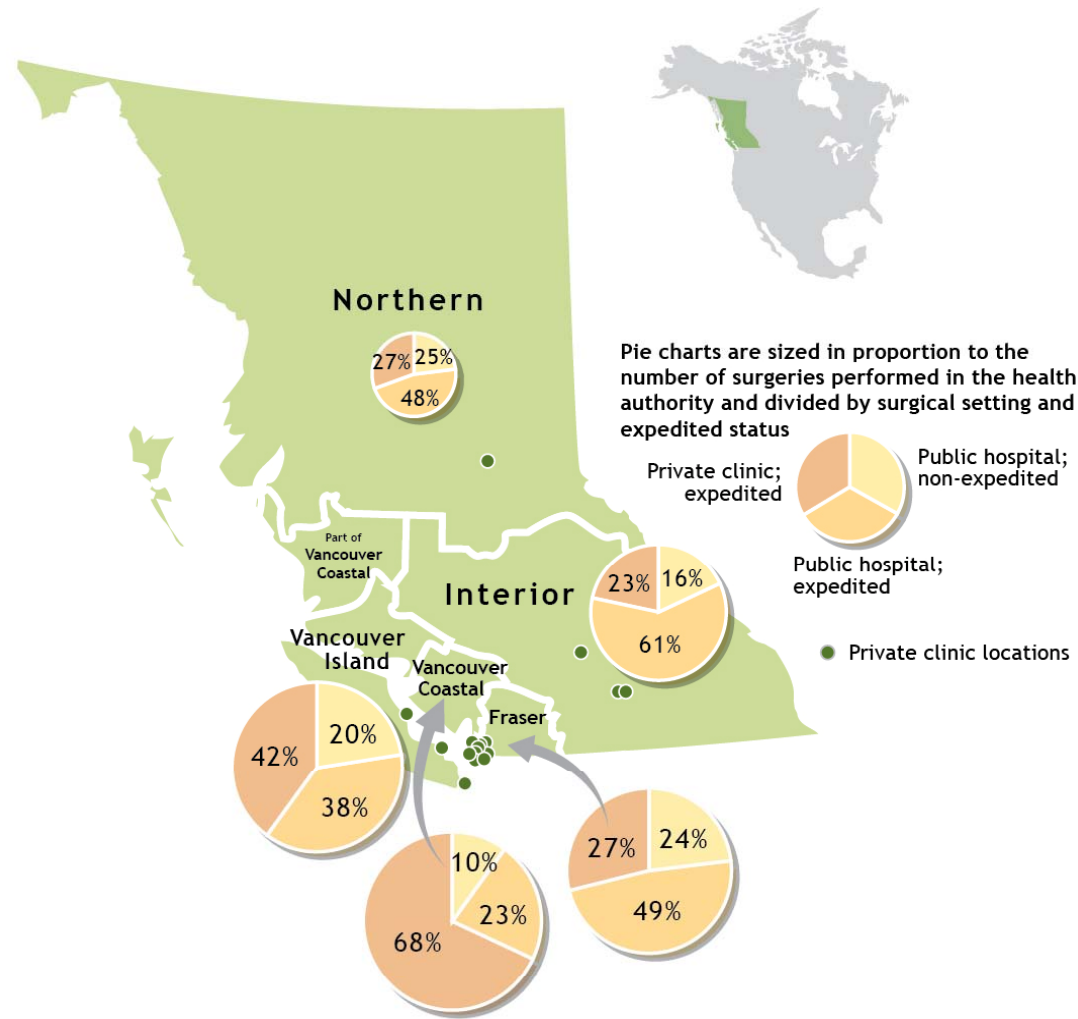 Northern
27%
25%
48%
Pie charts are sized in proportion to the
number of surgeries performed in the health
authority and divided by surgical setting and
expedited status
Private clinic;
expedited
Public hospital;
non-expedited
Public hospital;
expedited
Part of
Vancouver
Coastal
Interior
23%
16%
61%
Private clinic locations
Vancouver
Island
Vancouver
Coastal
Fraser
42%
20%
38%
10%
23%
68%
27%
24%
49%